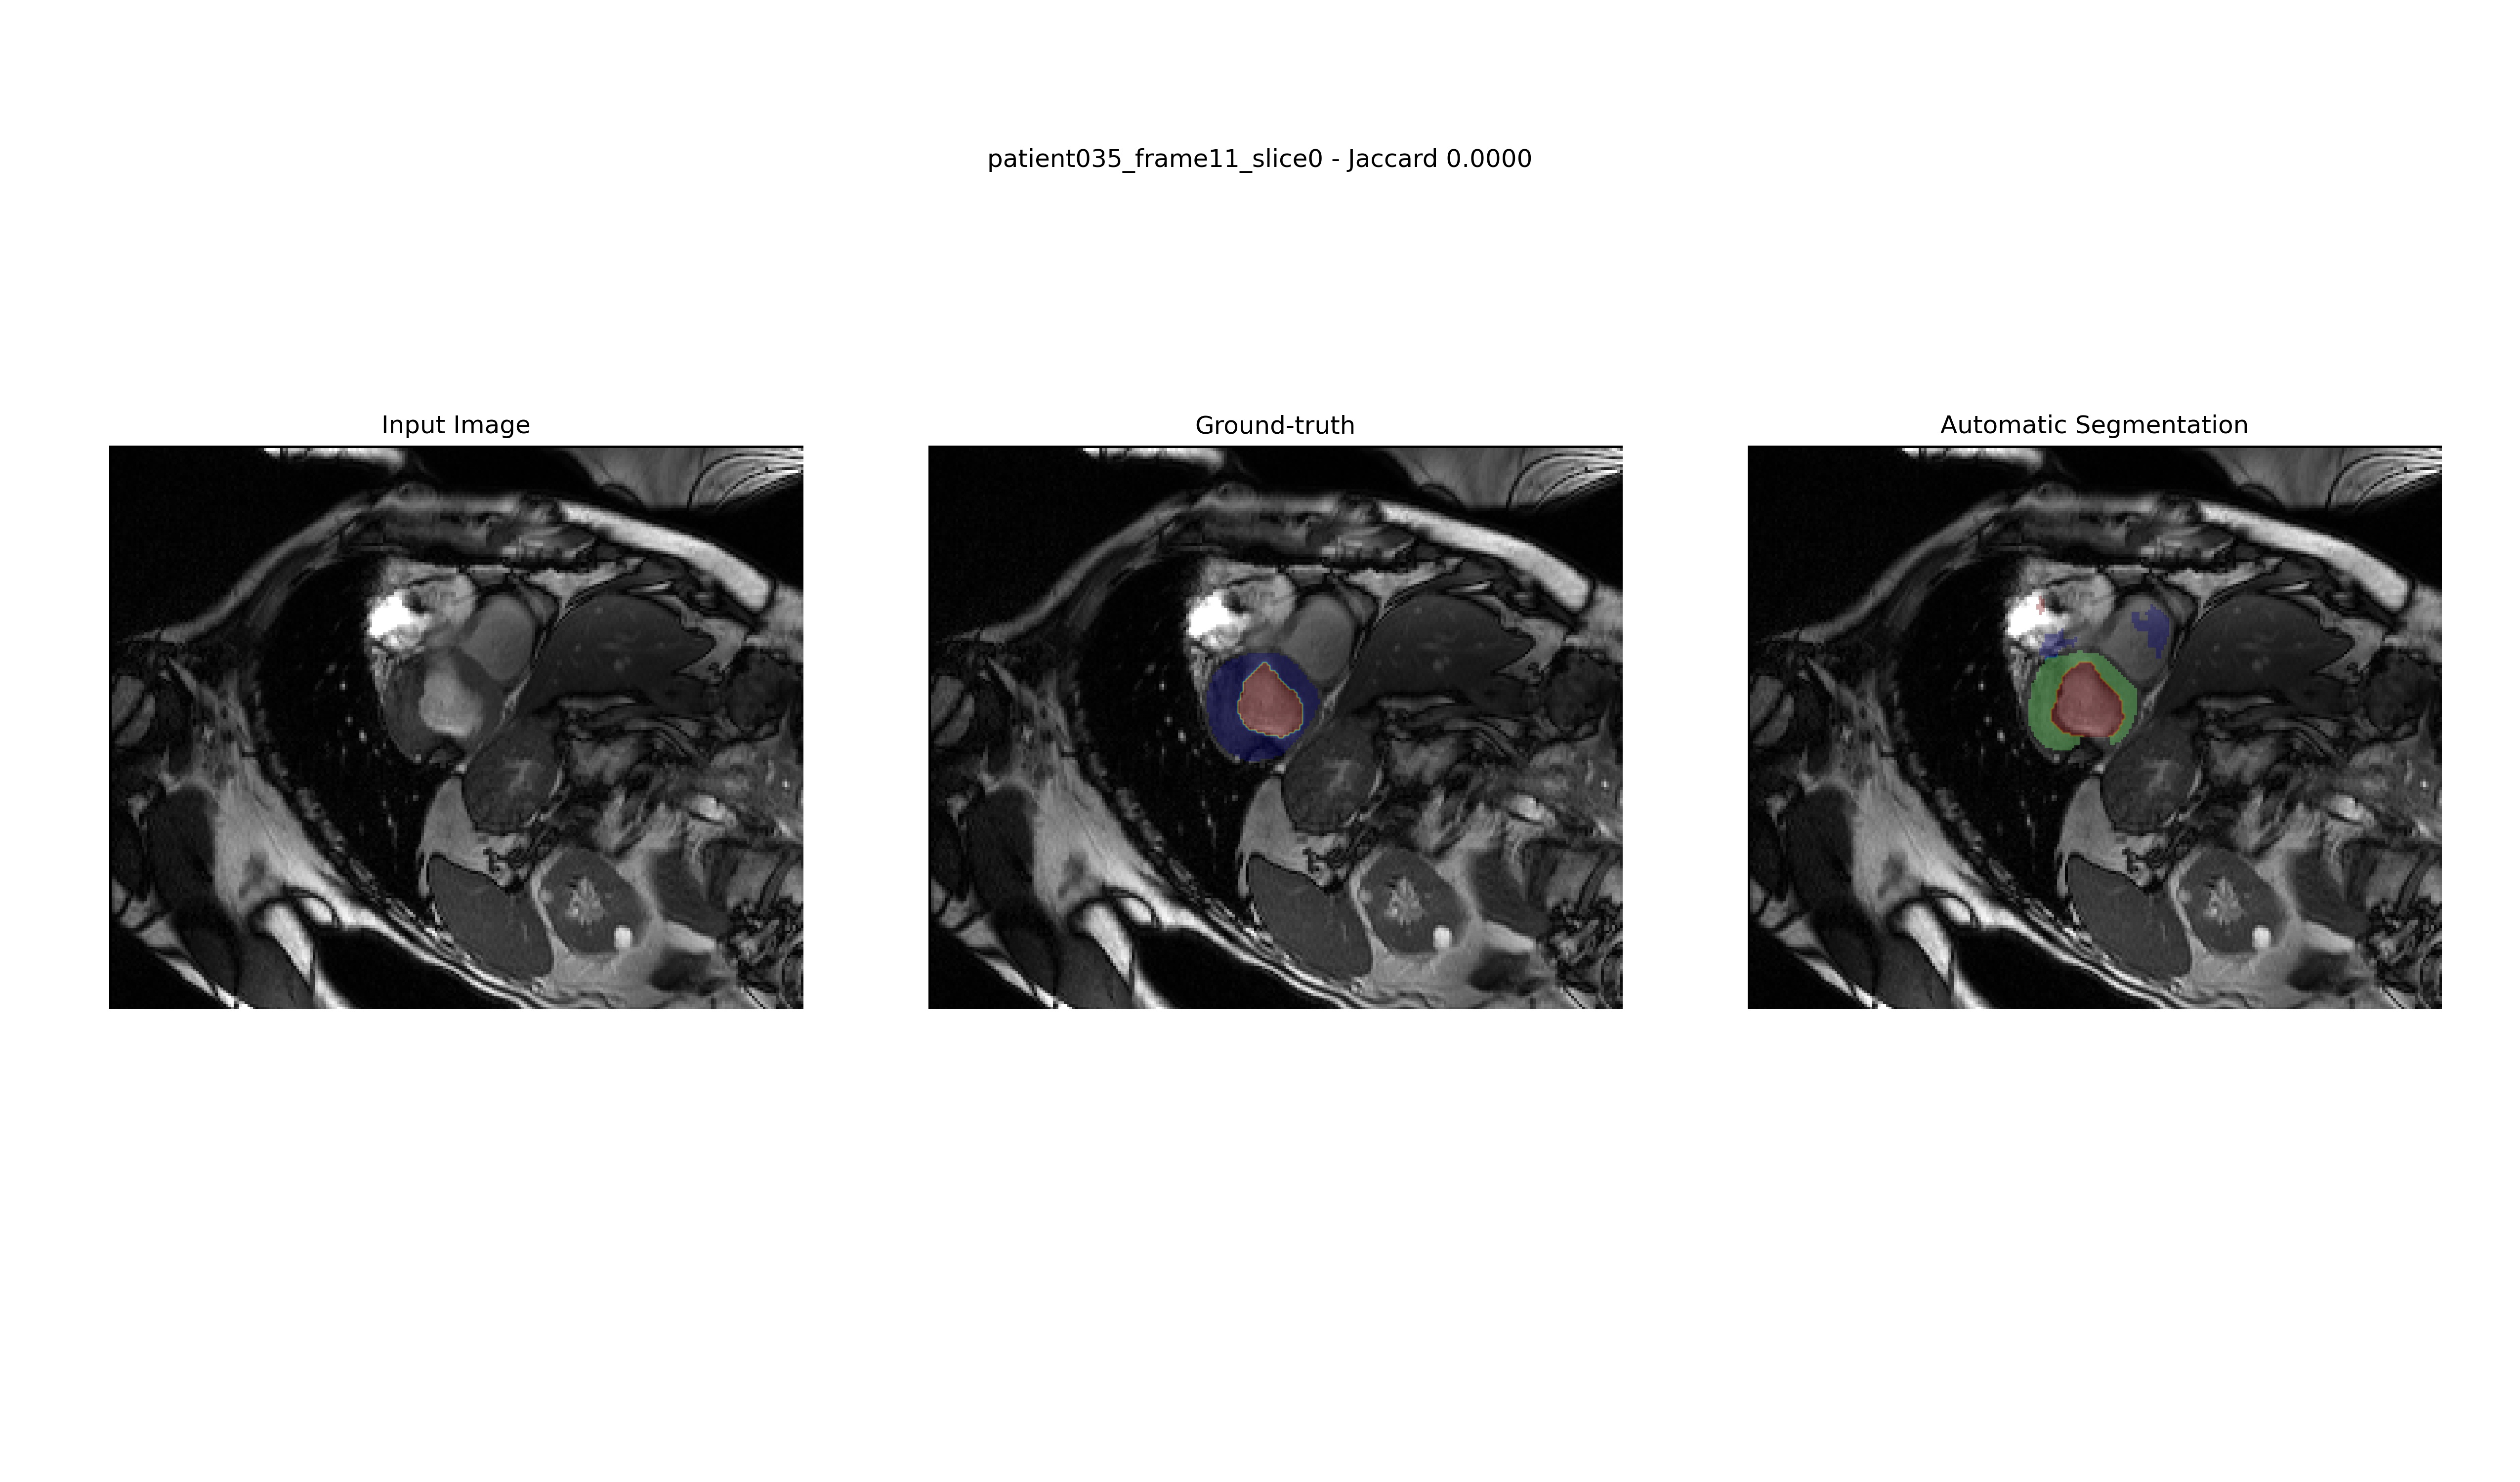 patient035_frame11_slice0 - Jaccard 0.0000
Input Image
Ground-truth
Automatic Segmentation